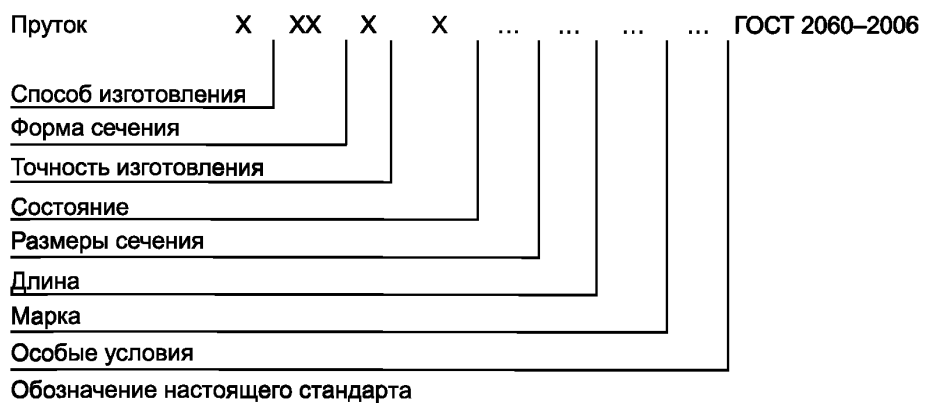 Пруток Х ХХ Х Х ... ... ... ... ГОСТ 2060–2006
Способ изготовления
Форма сечения
Точность изготовления
Состояние
Размеры сечения
Длина
Марка
Особые условия
Обозначение настоящего стандарта